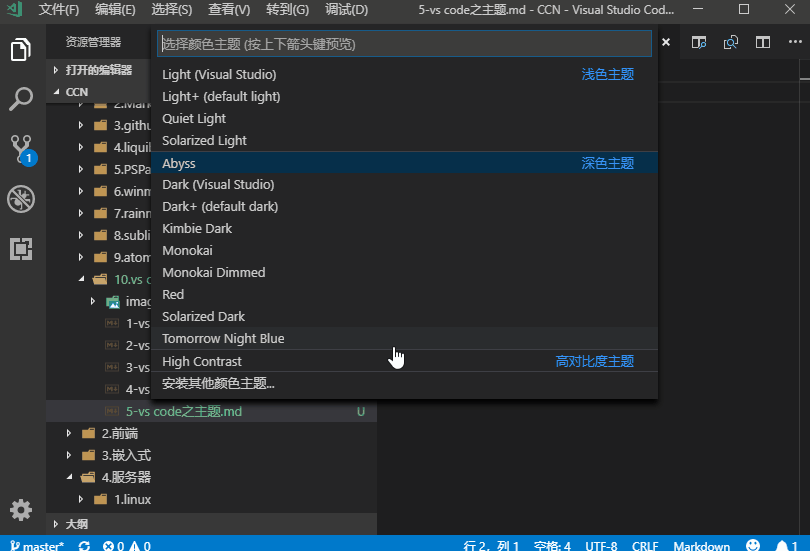 文件(F) 编辑(E) 选择(S) 查看(V) 转到(G) 调试(D) 5-vs code之主题.md - CCN - Visual Studio Cod...
资源管理器
选择颜色主题 (按上下箭头键预览)
打开的编辑器
CCN
Light (Visual Studio) 浅色主题
Light+ (default light)
Quiet Light
Solarized Light
Abyss 深色主题
Dark (Visual Studio)
Dark+ (default dark)
Kimbie Dark
Monokai
Monokai Dimmed
Red
Solarized Dark
Tomorrow Night Blue
High Contrast 高对比度主题
安装其他颜色主题...
3.githu
4.liquil
5.PSPa
6.winm
7.rainn
8.subli
9.atom
10.vs c
imag
1-vs
2-vs
3-vs
4-vs
5-vs code之主题.md U
2.前端
3.嵌入式
4.服务器
1.linux
大纲
1
master* 0 0 行 2，列 1 空格: 4 UTF-8 CRLF Markdown 1